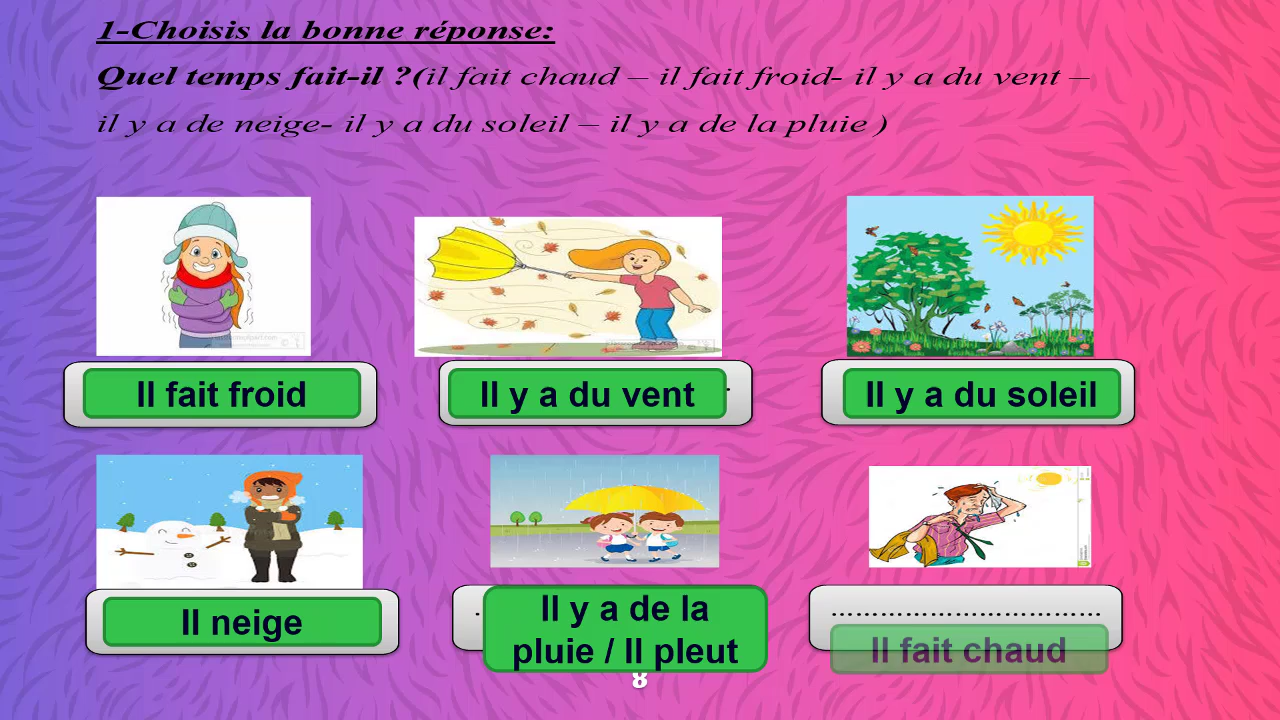 1-Choisis la bonne réponse:
Quel temps fait-il ?(il fait chaud – il fait froid- il y a du vent –
il y a de neige- il y a du soleil – il y a de la pluie )
Il fait froid
Il y a du vent
Il y a du soleil
Il neige
Il y a de la
pluie / Il pleut
....................................
Il fait chaud
8